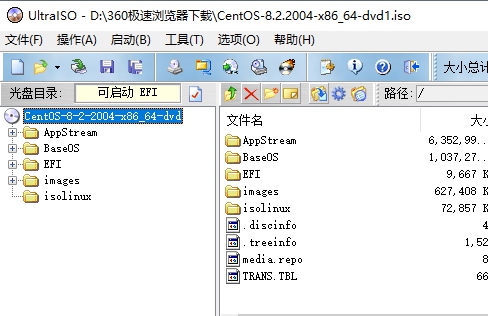 UltraISO - D:\360极速浏览器下载\CentOS-8.2.2004-x86_64-dvd1.iso
文件(F) 操作(A) 启动(B) 工具(T) 选项(O) 帮助(H)
大小总计
光盘目录: 可启动 EFI 路径: /
CentOS-8-2-2004-x86_64-dvd
AppStream
BaseOS
EFI
images
isolinux
文件名 大小
AppStream 6,352,99...
BaseOS 1,037,27...
EFI 9,667 K
images 627,408 K
isolinux 72,857 K
.discinfo 4
.treeinfo 1,52
media.repo 8
TRANS.TBL 66